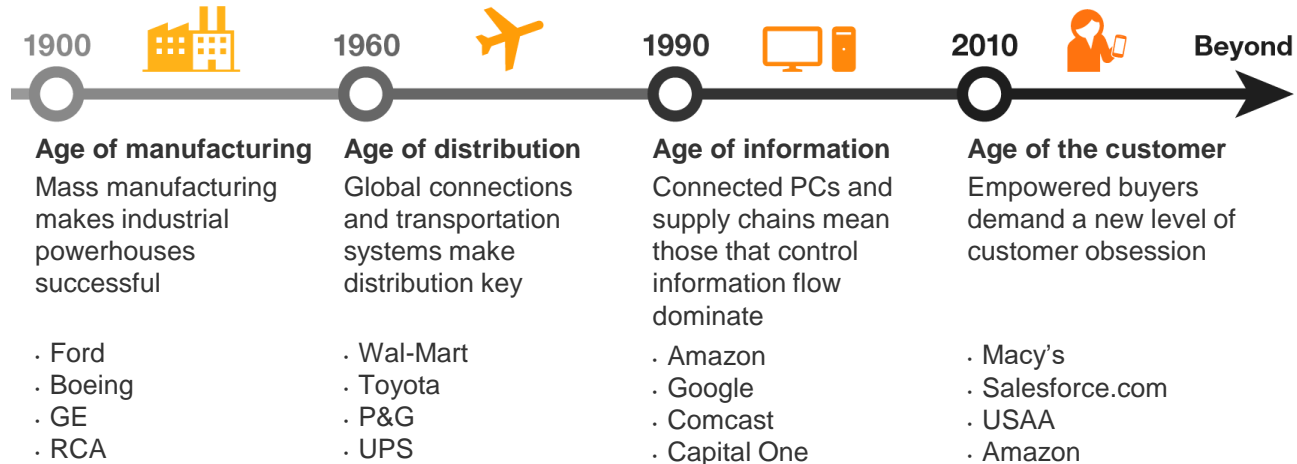 1900
1960
1990
2010
Beyond
Age of manufacturing
Mass manufacturing
makes industrial
powerhouses
successful
· Ford
· Boeing
· GE
· RCA
Age of distribution
Global connections
and transportation
systems make
distribution key
· Wal-Mart
· Toyota
· P&G
· UPS
Age of information
Connected PCs and
supply chains mean
those that control
information flow
dominate
· Amazon
· Google
· Comcast
· Capital One
Age of the customer
Empowered buyers
demand a new level of
customer obsession
· Macy’s
· Salesforce.com
· USAA
· Amazon